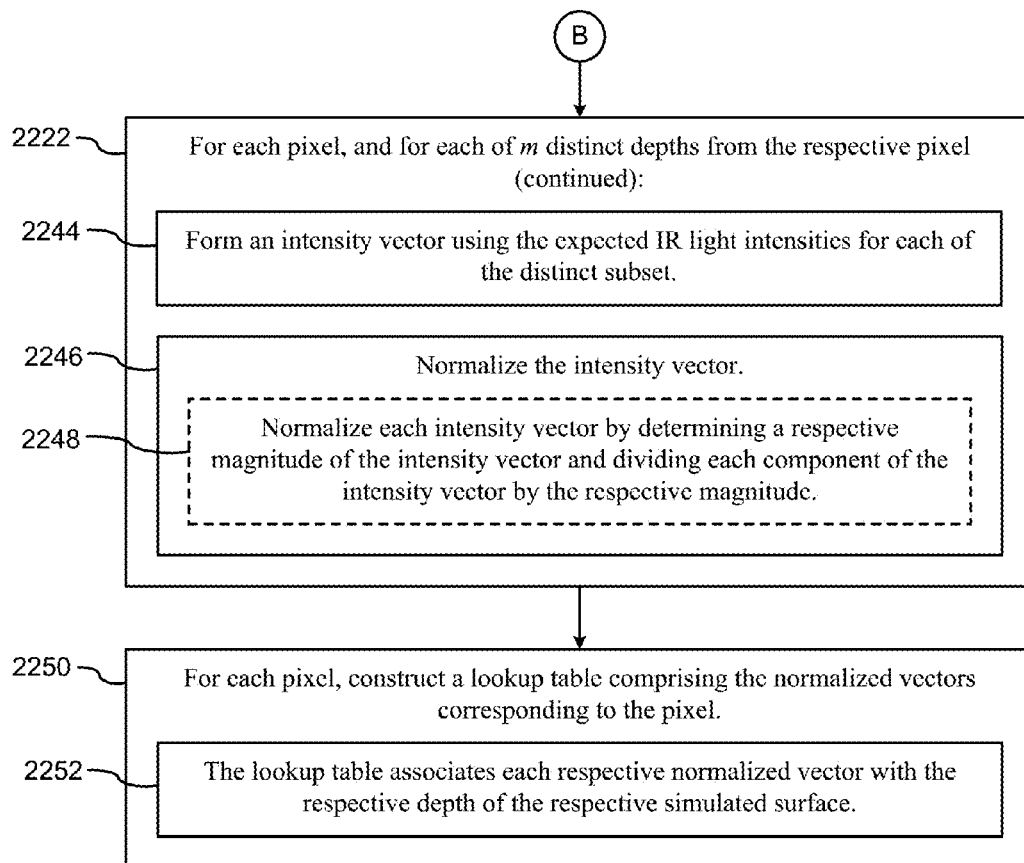 B
2222
For each pixel, and for each of m distinct depths from the respective pixel
(continued):
2244
Form an intensity vector using the expected IR light intensities for each of
the distinct subset.
2246
Normalize the intensity vector.
2248
Normalize each intensity vector by determining a respective
magnitude of the intensity vector and dividing each component of the
intensity vector by the respective magnitude.
2250
For each pixel, construct a lookup table comprising the normalized vectors
corresponding to the pixel.
2252
The lookup table associates each respective normalized vector with the
respective depth of the respective simulated surface.